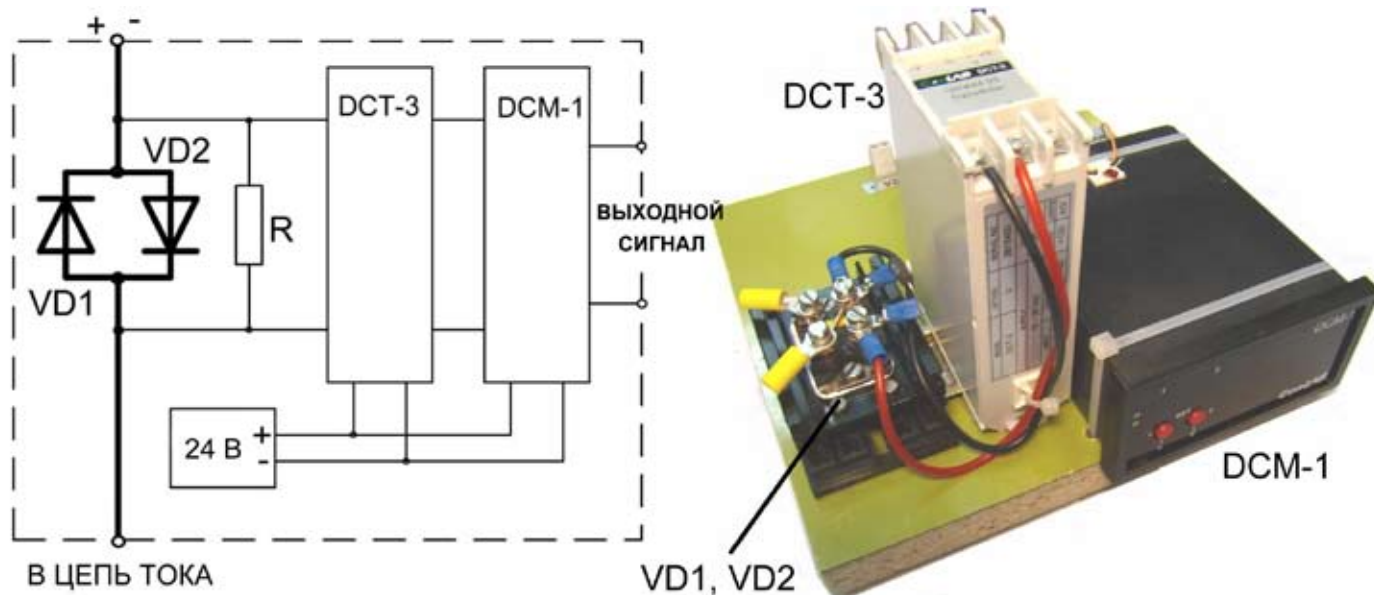 + -
DCT-3
DCM-1
VD2
VD1
R
ВЫХОДНОЙ
СИГНАЛ
24 В
+
-
В ЦЕПЬ ТОКА
DCT-3
DCM-1
VD1, VD2